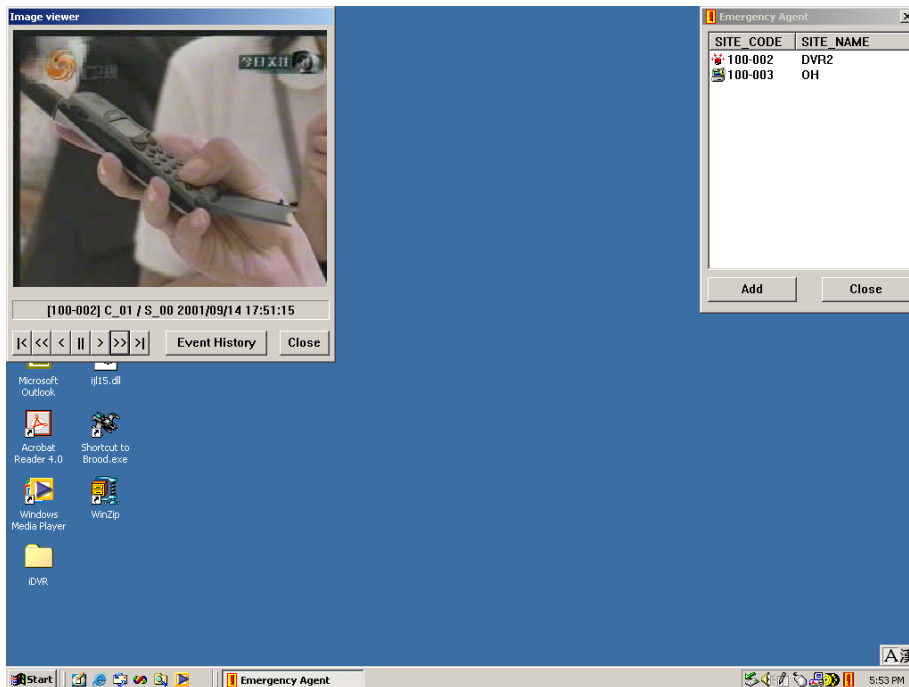 Image viewer
今日关注
[100-002] C_01 / S_00 2001/09/14 17:51:15
|< << < || > >> >|
Event History
Close
Emergency Agent
SITE_CODE SITE_NAME
100-002 DVR2
100-003 OH
Add
Close
Microsoft
Outlook
ijl15.dll
Acrobat
Reader 4.0
Shortcut to
Brood.exe
Windows
Media Player
WinZip
iDVR
A漢
Start
Emergency Agent
5:53 PM